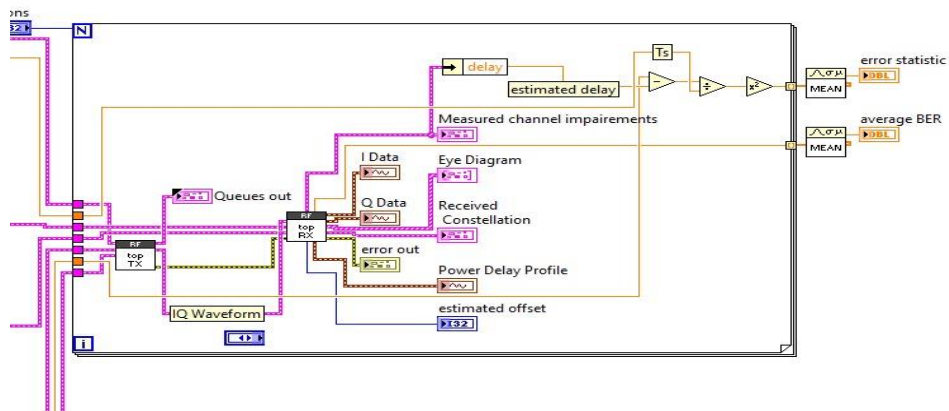 ons
N
Ts
delay
error statistic
DBL
MEAN
estimated delay
x²
Measured channel impairements
average BER
DBL
MEAN
I Data
Eye Diagram
Queues out
Q Data
Received
Constellation
RF
top
RX
RF
top
TX
error out
Power Delay Profile
IQ Waveform
estimated offset
I32
i